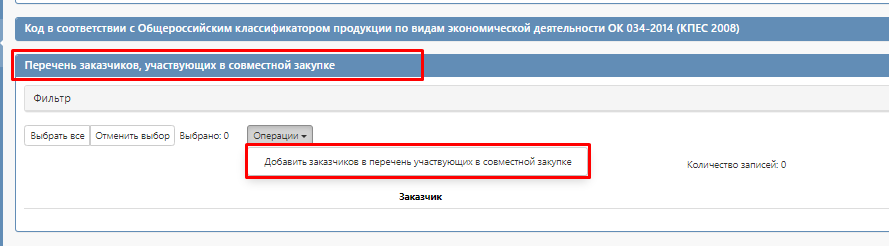 Код в соответствии с Общероссийским классификатором продукции по видам экономической деятельности ОК 034-2014 (КПЕС 2008)
Перечень заказчиков, участвующих в совместной закупке
Фильтр
Выбрать все Отменить выбор Выбрано: 0 Операции
Добавить заказчиков в перечень участвующих в совместной закупке
Количество записей: 0
Заказчик